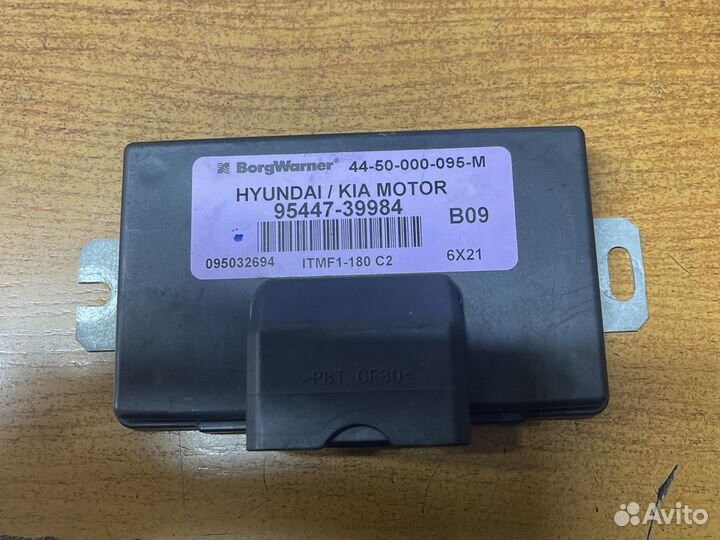 BorgWarner® 44-50-000-095-M
HYUNDAI / KIA MOTOR
95447-39984
B09
095032694 ITMF1-180 C2 6X21
>PBT-GF30<
Avito